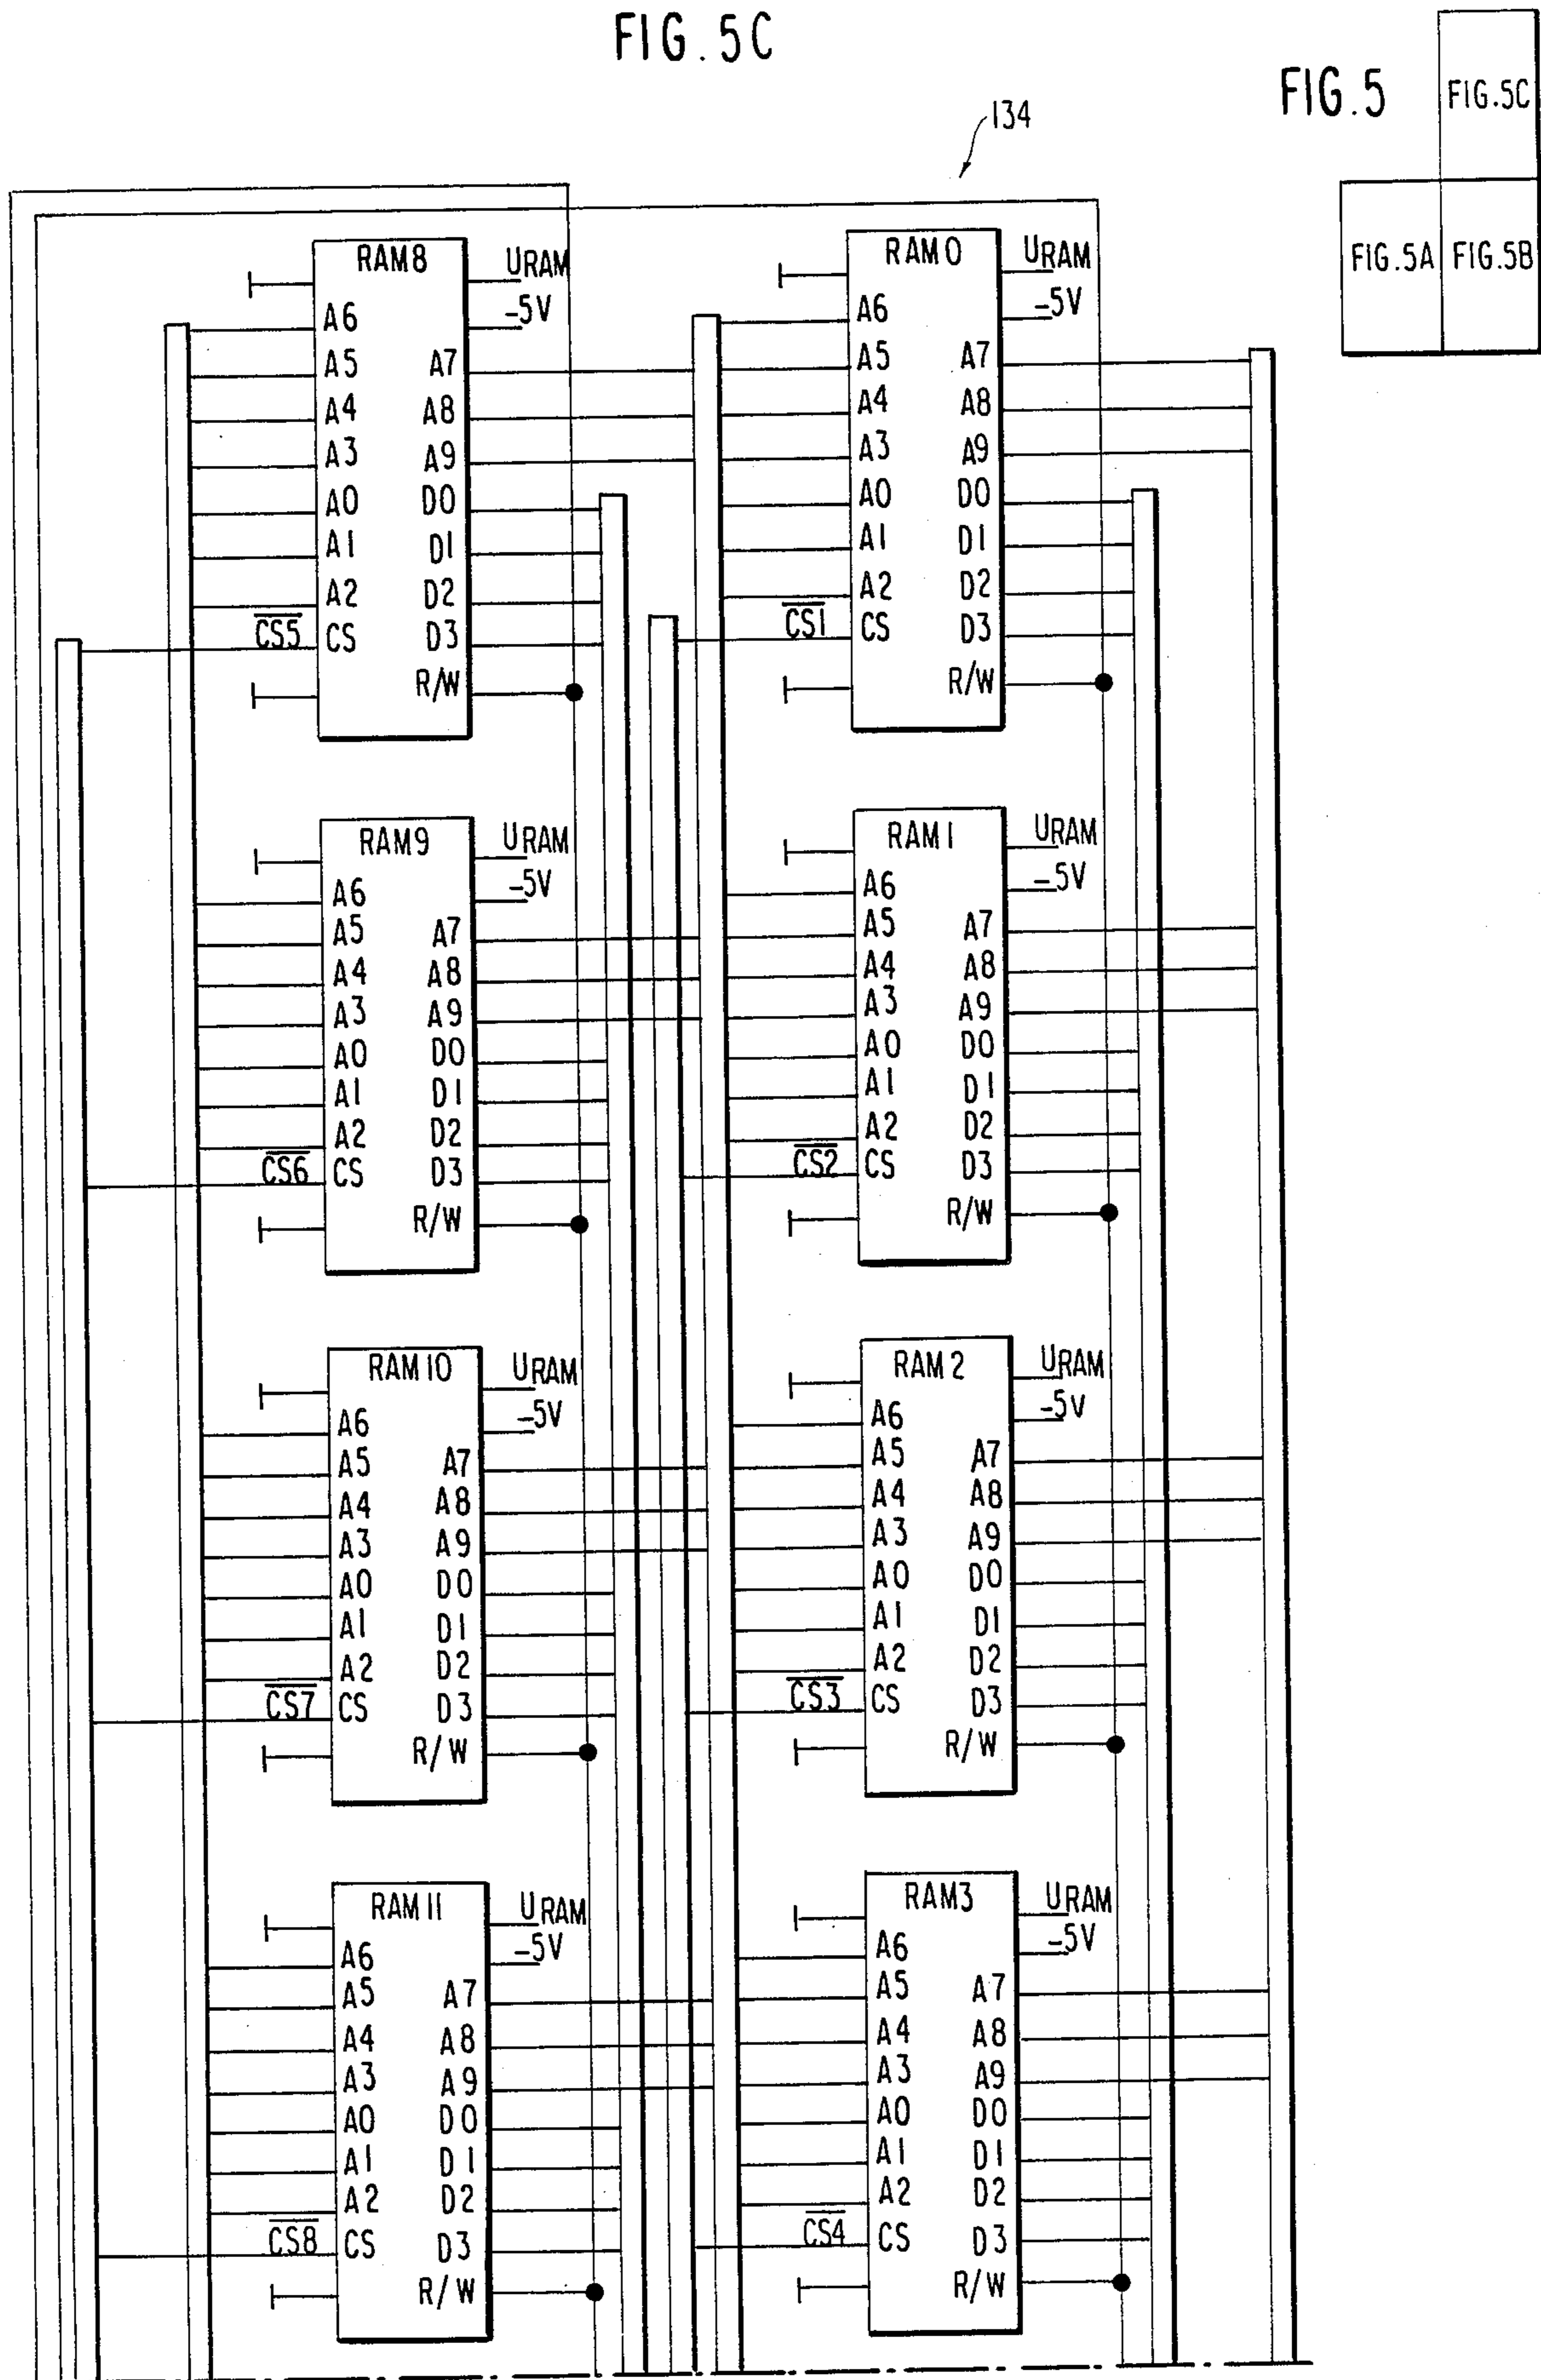 FIG. 5C
FIG. 5
FIG.5C
FIG.5A
FIG.5B
134
RAM8
URAM
-5V
A6
A5
A7
A4
A8
A3
A9
A0
D0
A1
D1
A2
D2
CS5
CS
D3
R/W
RAM0
URAM
-5V
A6
A5
A7
A4
A8
A3
A9
A0
D0
A1
D1
A2
D2
CS1
CS
D3
R/W
RAM9
URAM
-5V
A6
A5
A7
A4
A8
A3
A9
A0
D0
A1
D1
A2
D2
CS6
CS
D3
R/W
RAM1
URAM
-5V
A6
A5
A7
A4
A8
A3
A9
A0
D0
A1
D1
A2
D2
CS2
CS
D3
R/W
RAM10
URAM
-5V
A6
A5
A7
A4
A8
A3
A9
A0
D0
A1
D1
A2
D2
CS7
CS
D3
R/W
RAM2
URAM
-5V
A6
A5
A7
A4
A8
A3
A9
A0
D0
A1
D1
A2
D2
CS3
CS
D3
R/W
RAM11
URAM
-5V
A6
A5
A7
A4
A8
A3
A9
A0
D0
A1
D1
A2
D2
CS8
CS
D3
R/W
RAM3
URAM
-5V
A6
A5
A7
A4
A8
A3
A9
A0
D0
A1
D1
A2
D2
CS4
CS
D3
R/W